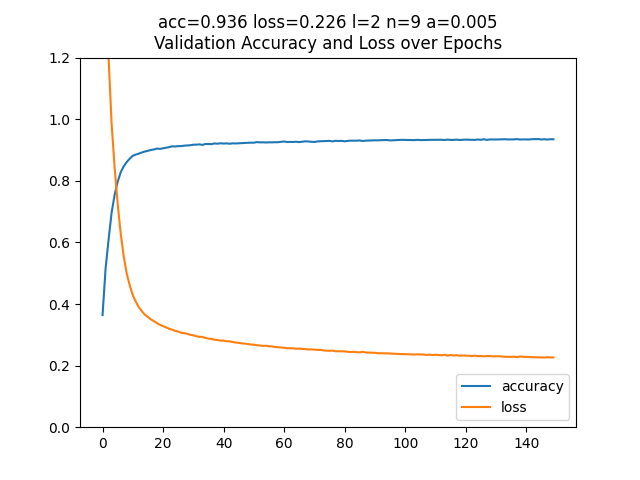 acc=0.936 loss=0.226 l=2 n=9 a=0.005
Validation Accuracy and Loss over Epochs
1.2
1.0
0.8
0.6
0.4
0.2
0.0
accuracy
loss
0 20 40 60 80 100 120 140